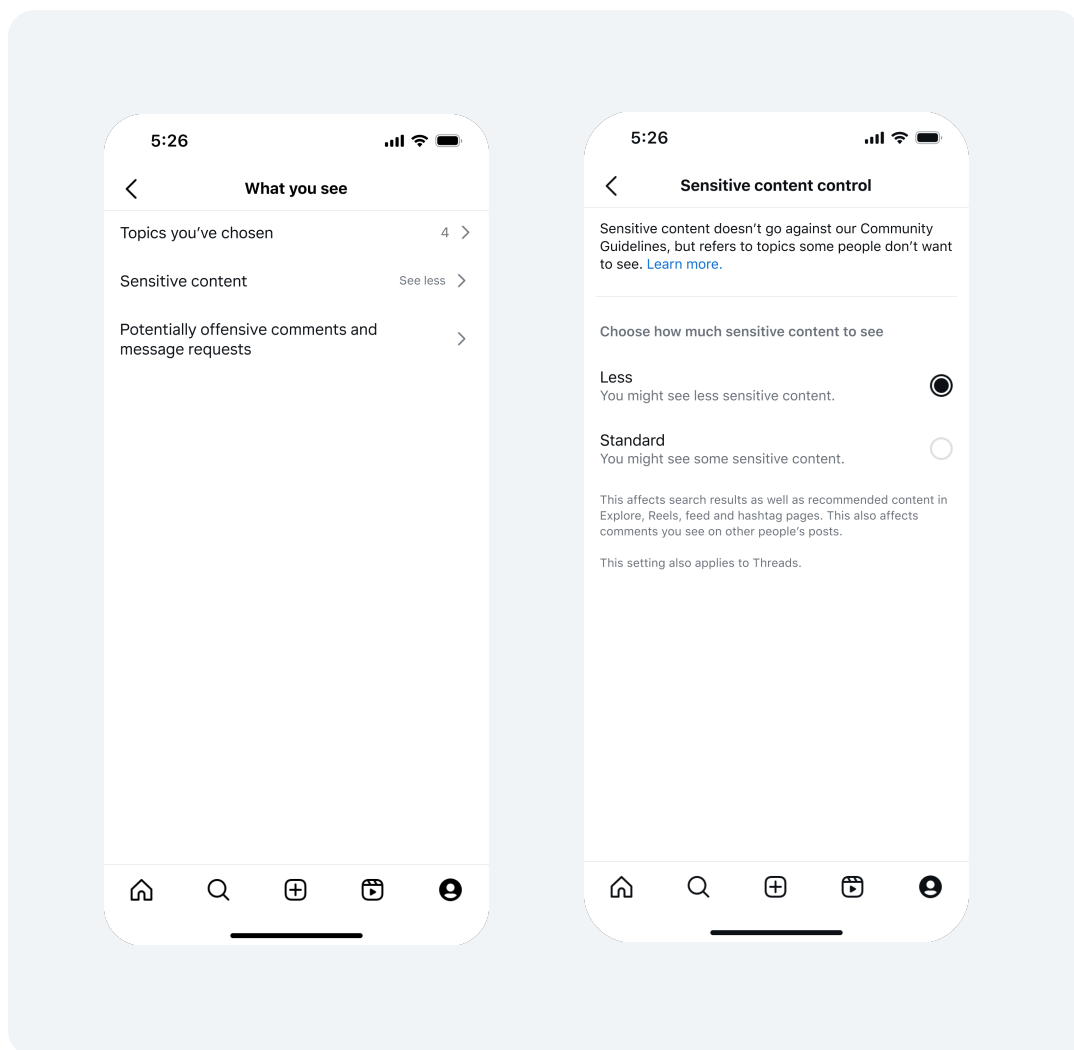 5:26
What you see
Topics you’ve chosen 4
Sensitive content See less
Potentially offensive comments and
message requests
5:26
Sensitive content control
Sensitive content doesn’t go against our Community
Guidelines, but refers to topics some people don’t want
to see. Learn more.
Choose how much sensitive content to see
Less
You might see less sensitive content.
Standard
You might see some sensitive content.
This affects search results as well as recommended content in
Explore, Reels, feed and hashtag pages. This also affects
comments you see on other people’s posts.
This setting also applies to Threads.